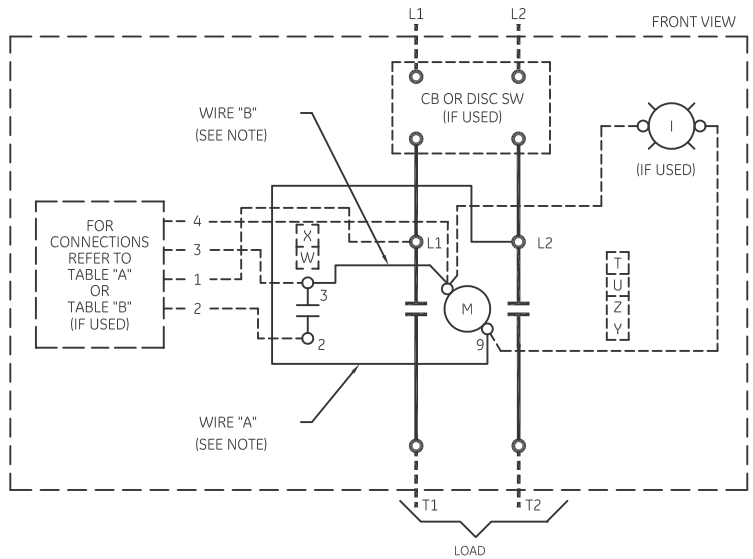 L1
L2
FRONT VIEW
CB OR DISC SW
(IF USED)
WIRE "B"
(SEE NOTE)
I
(IF USED)
FOR
CONNECTIONS
REFER TO
TABLE "A"
OR
TABLE "B"
(IF USED)
4
3
1
2
X
W
L1
L2
3
2
M
9
T
U
Z
Y
WIRE "A"
(SEE NOTE)
T1
T2
LOAD